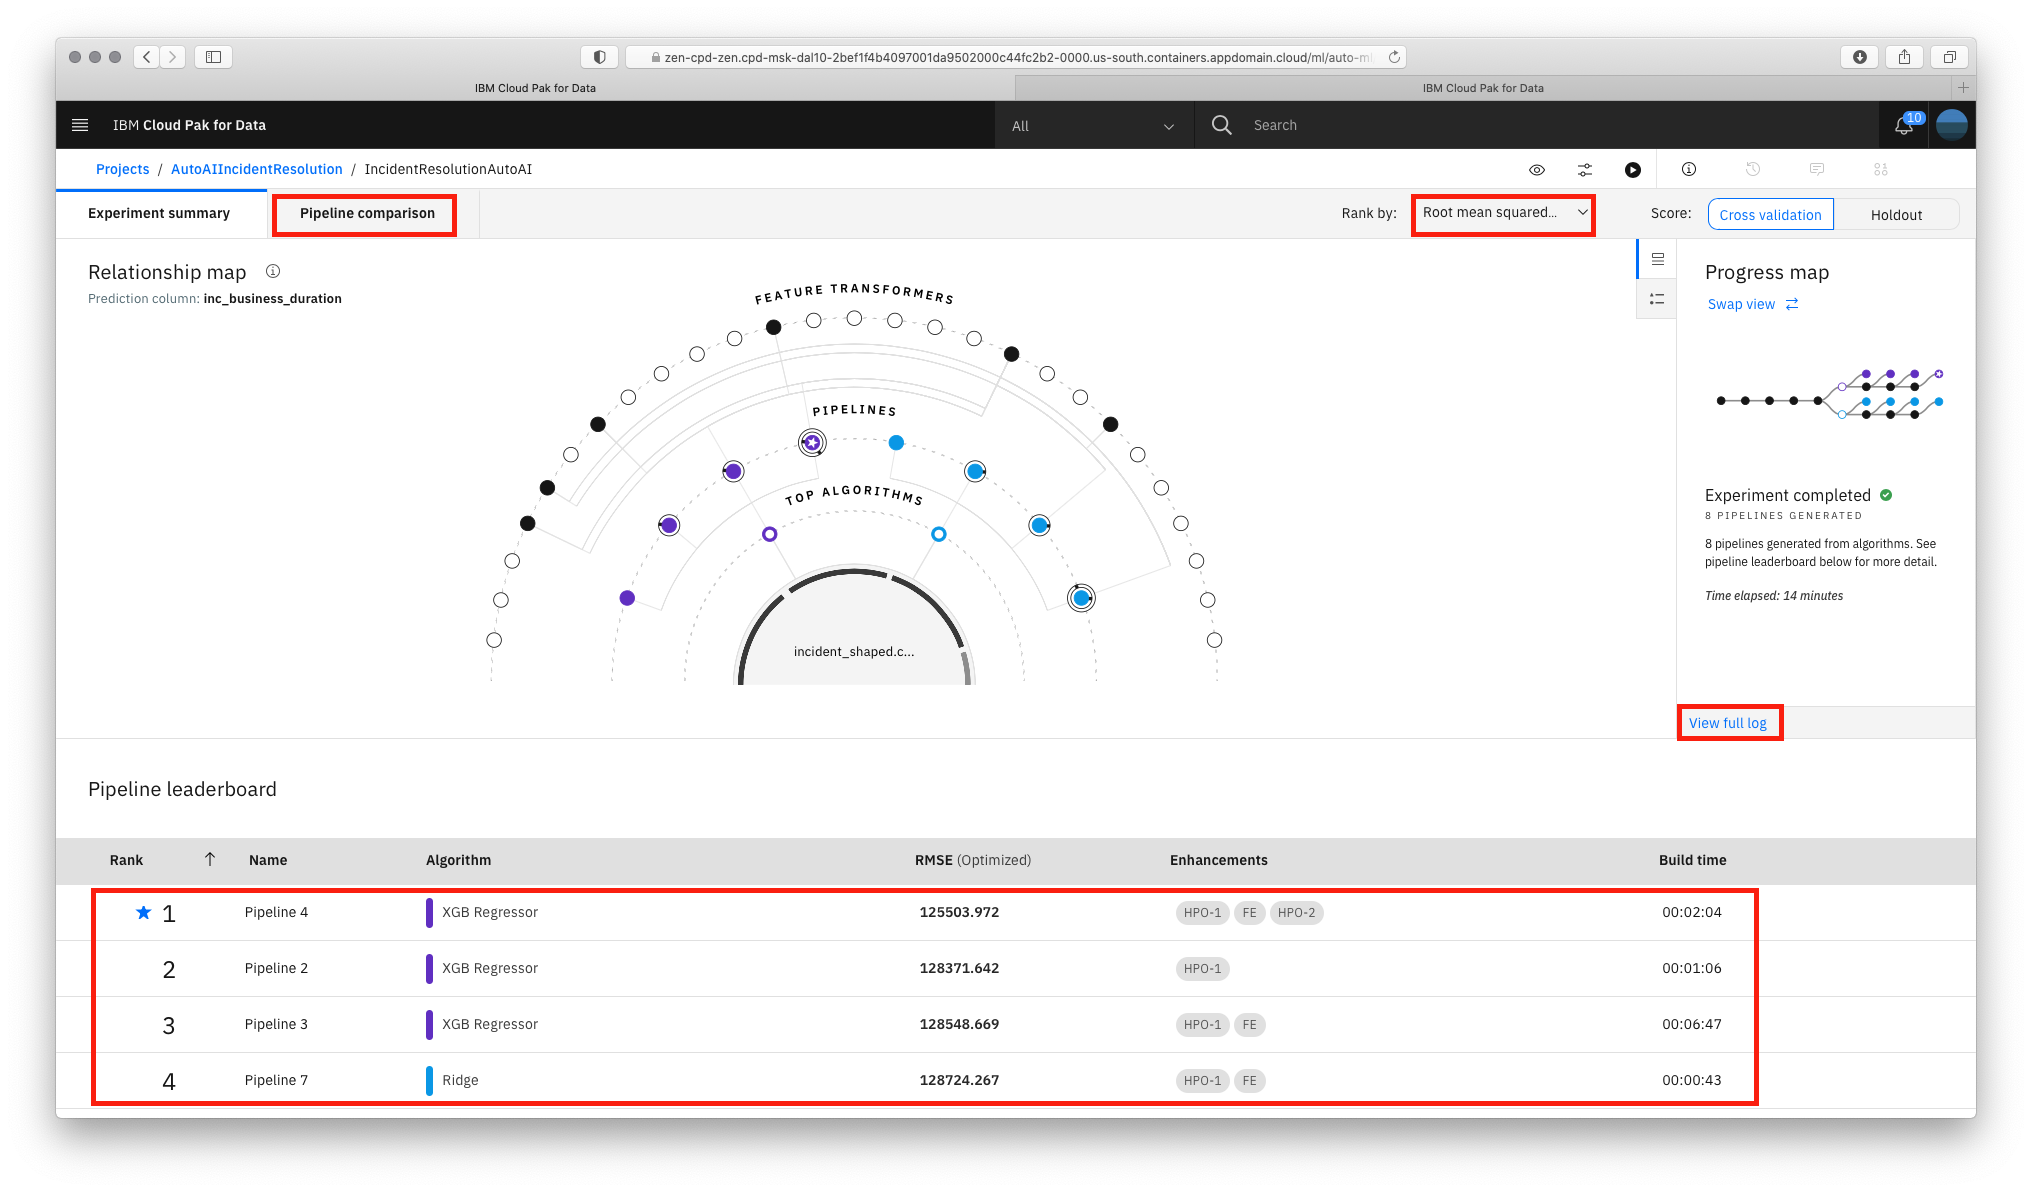 zen-cpd-zen.cpd-msk-dal10-2bef1f4b4097001da9502000c44fc2b2-0000.us-south.containers.appdomain.cloud/ml/auto-ml
IBM Cloud Pak for Data
IBM Cloud Pak for Data
IBM Cloud Pak for Data
All
Search
10
Projects / AutoAIIncidentResolution / IncidentResolutionAutoAI
Experiment summary
Pipeline comparison
Rank by:
Root mean squared...
Score:
Cross validation
Holdout
Relationship map
Prediction column: inc_business_duration
FEATURE TRANSFORMERS
PIPELINES
TOP ALGORITHMS
incident_shaped.c...
Progress map
Swap view
Experiment completed
8 PIPELINES GENERATED
8 pipelines generated from algorithms. See
pipeline leaderboard below for more detail.
Time elapsed: 14 minutes
View full log
Pipeline leaderboard
Rank Name Algorithm RMSE (Optimized) Enhancements Build time
1 Pipeline 4 XGB Regressor 125503.972 HPO-1 FE HPO-2 00:02:04
2 Pipeline 2 XGB Regressor 128371.642 HPO-1 00:01:06
3 Pipeline 3 XGB Regressor 128548.669 HPO-1 FE 00:06:47
4 Pipeline 7 Ridge 128724.267 HPO-1 FE 00:00:43